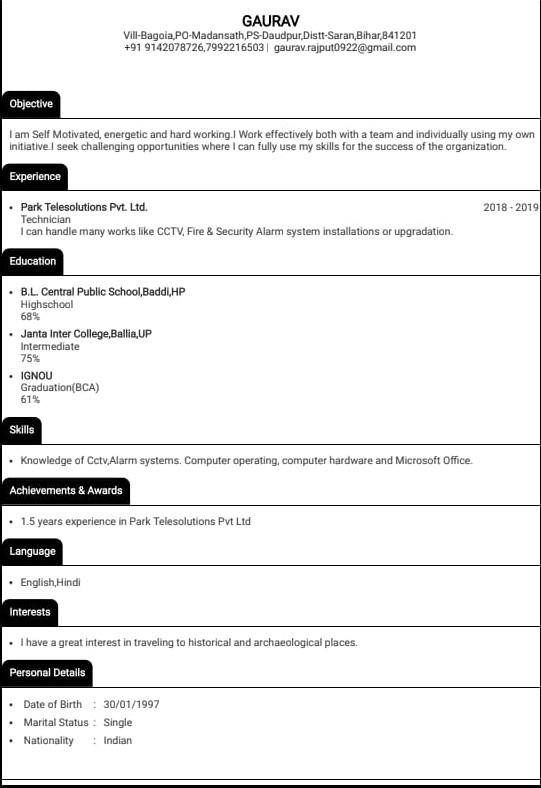 GAURAV
Vill-Bagoia,PO-Madansath,PS-Daudpur,Distt-Saran,Bihar,841201
+91 9142078726,7992216503 | gaurav.rajput0922@gmail.com
Objective
I am Self Motivated, energetic and hard working.I Work effectively both with a team and individually using my own
initiative.I seek challenging opportunities where I can fully use my skills for the success of the organization.
Experience
• Park Telesolutions Pvt. Ltd. 2018 - 2019
Technician
I can handle many works like CCTV, Fire & Security Alarm system installations or upgradation.
Education
• B.L. Central Public School,Baddi,HP
Highschool
68%
• Janta Inter College,Ballia,UP
Intermediate
75%
• IGNOU
Graduation(BCA)
61%
Skills
• Knowledge of Cctv,Alarm systems. Computer operating, computer hardware and Microsoft Office.
Achievements & Awards
• 1.5 years experience in Park Telesolutions Pvt Ltd
Language
• English,Hindi
Interests
• I have a great interest in traveling to historical and archaeological places.
Personal Details
• Date of Birth : 30/01/1997
• Marital Status : Single
• Nationality : Indian